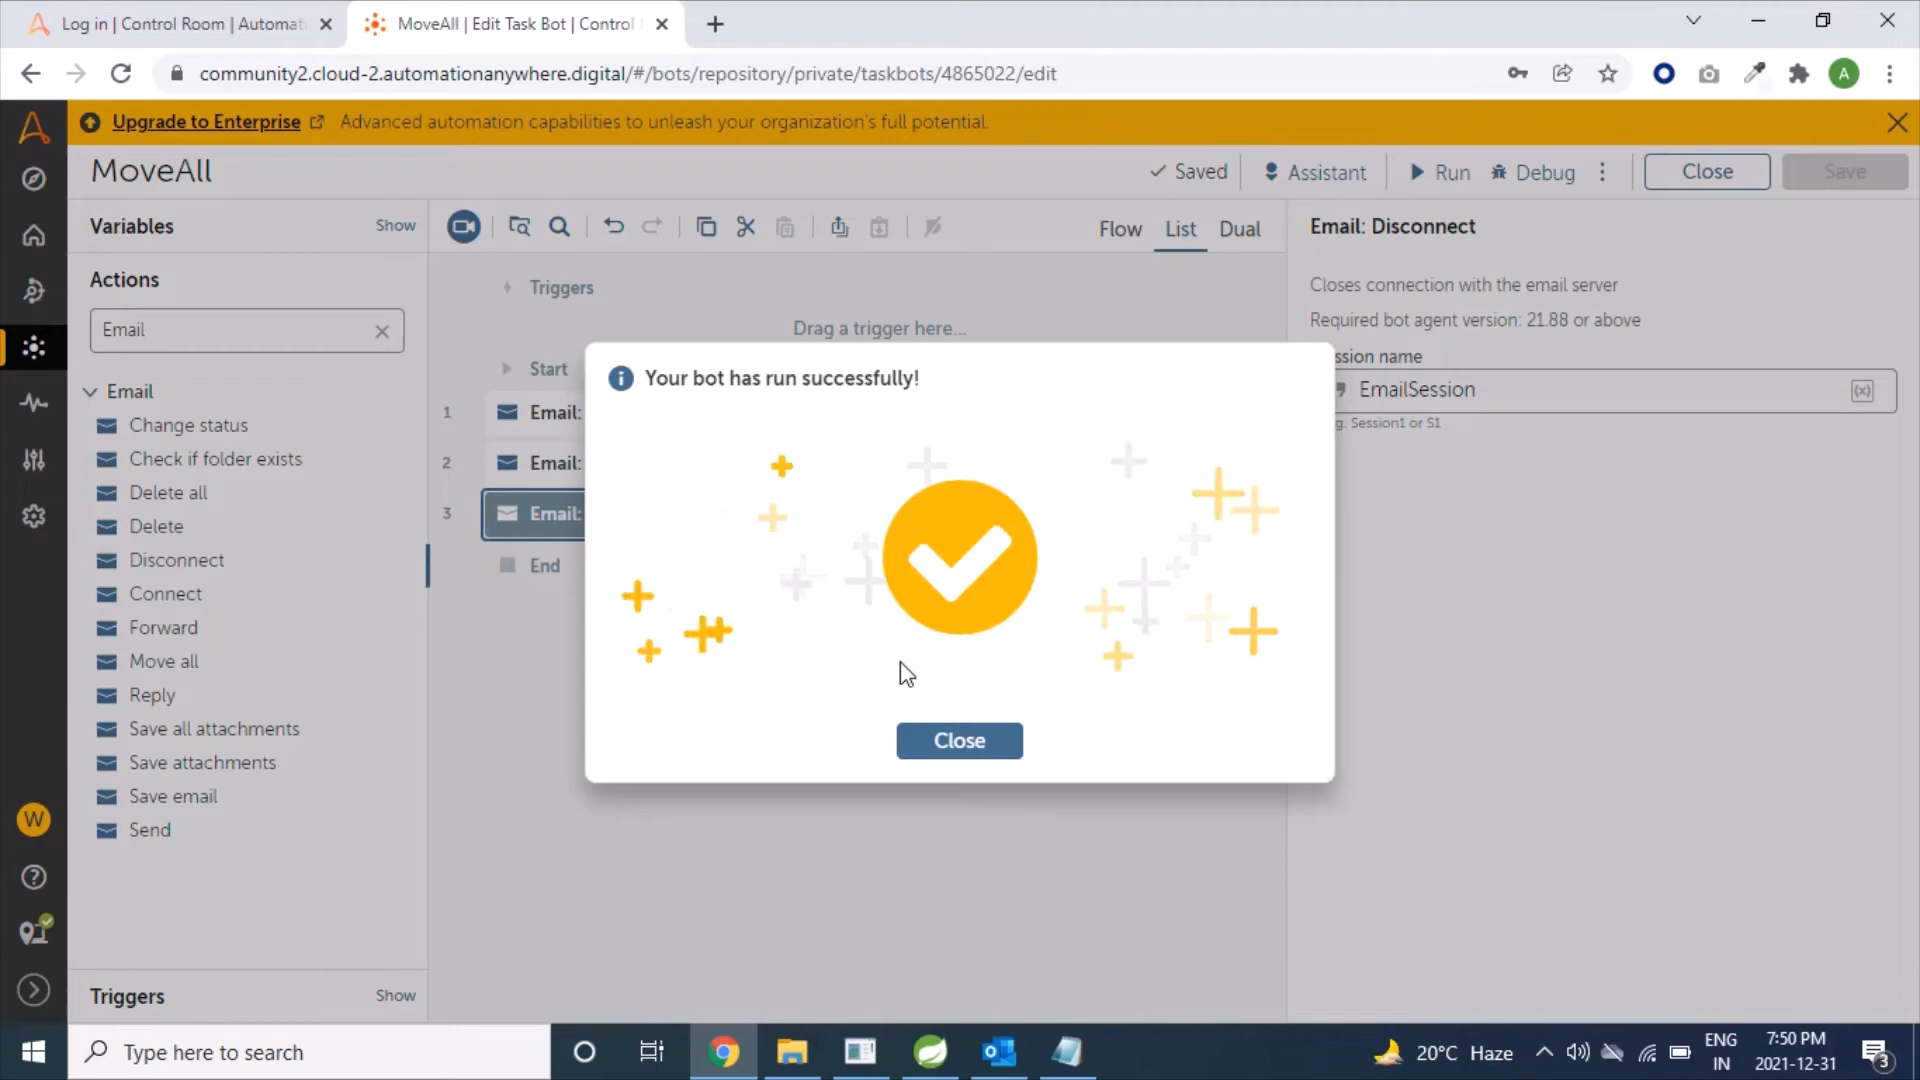 Log in | Control Room | Automat
MoveAll | Edit Task Bot | Control
community2.cloud-2.automationanywhere.digital/#/bots/repository/private/taskbots/4865022/edit
A
Upgrade to Enterprise
Advanced automation capabilities to unleash your organization's full potential.
MoveAll
Saved
Assistant
Run
Debug
Close
Save
Variables
Show
Flow
List
Dual
Email: Disconnect
Actions
Email
Triggers
Drag a trigger here...
Closes connection with the email server
Required bot agent version: 21.88 or above
ssion name
EmailSession
(x)
g. Session1 or S1
Start
1
Email:
2
Email:
3
Email:
End
Your bot has run successfully!
Close
Email
Change status
Check if folder exists
Delete all
Delete
Disconnect
Connect
Forward
Move all
Reply
Save all attachments
Save attachments
Save email
Send
W
Triggers
Show
Type here to search
20°C Haze
ENG
IN
7:50 PM
2021-12-31
3